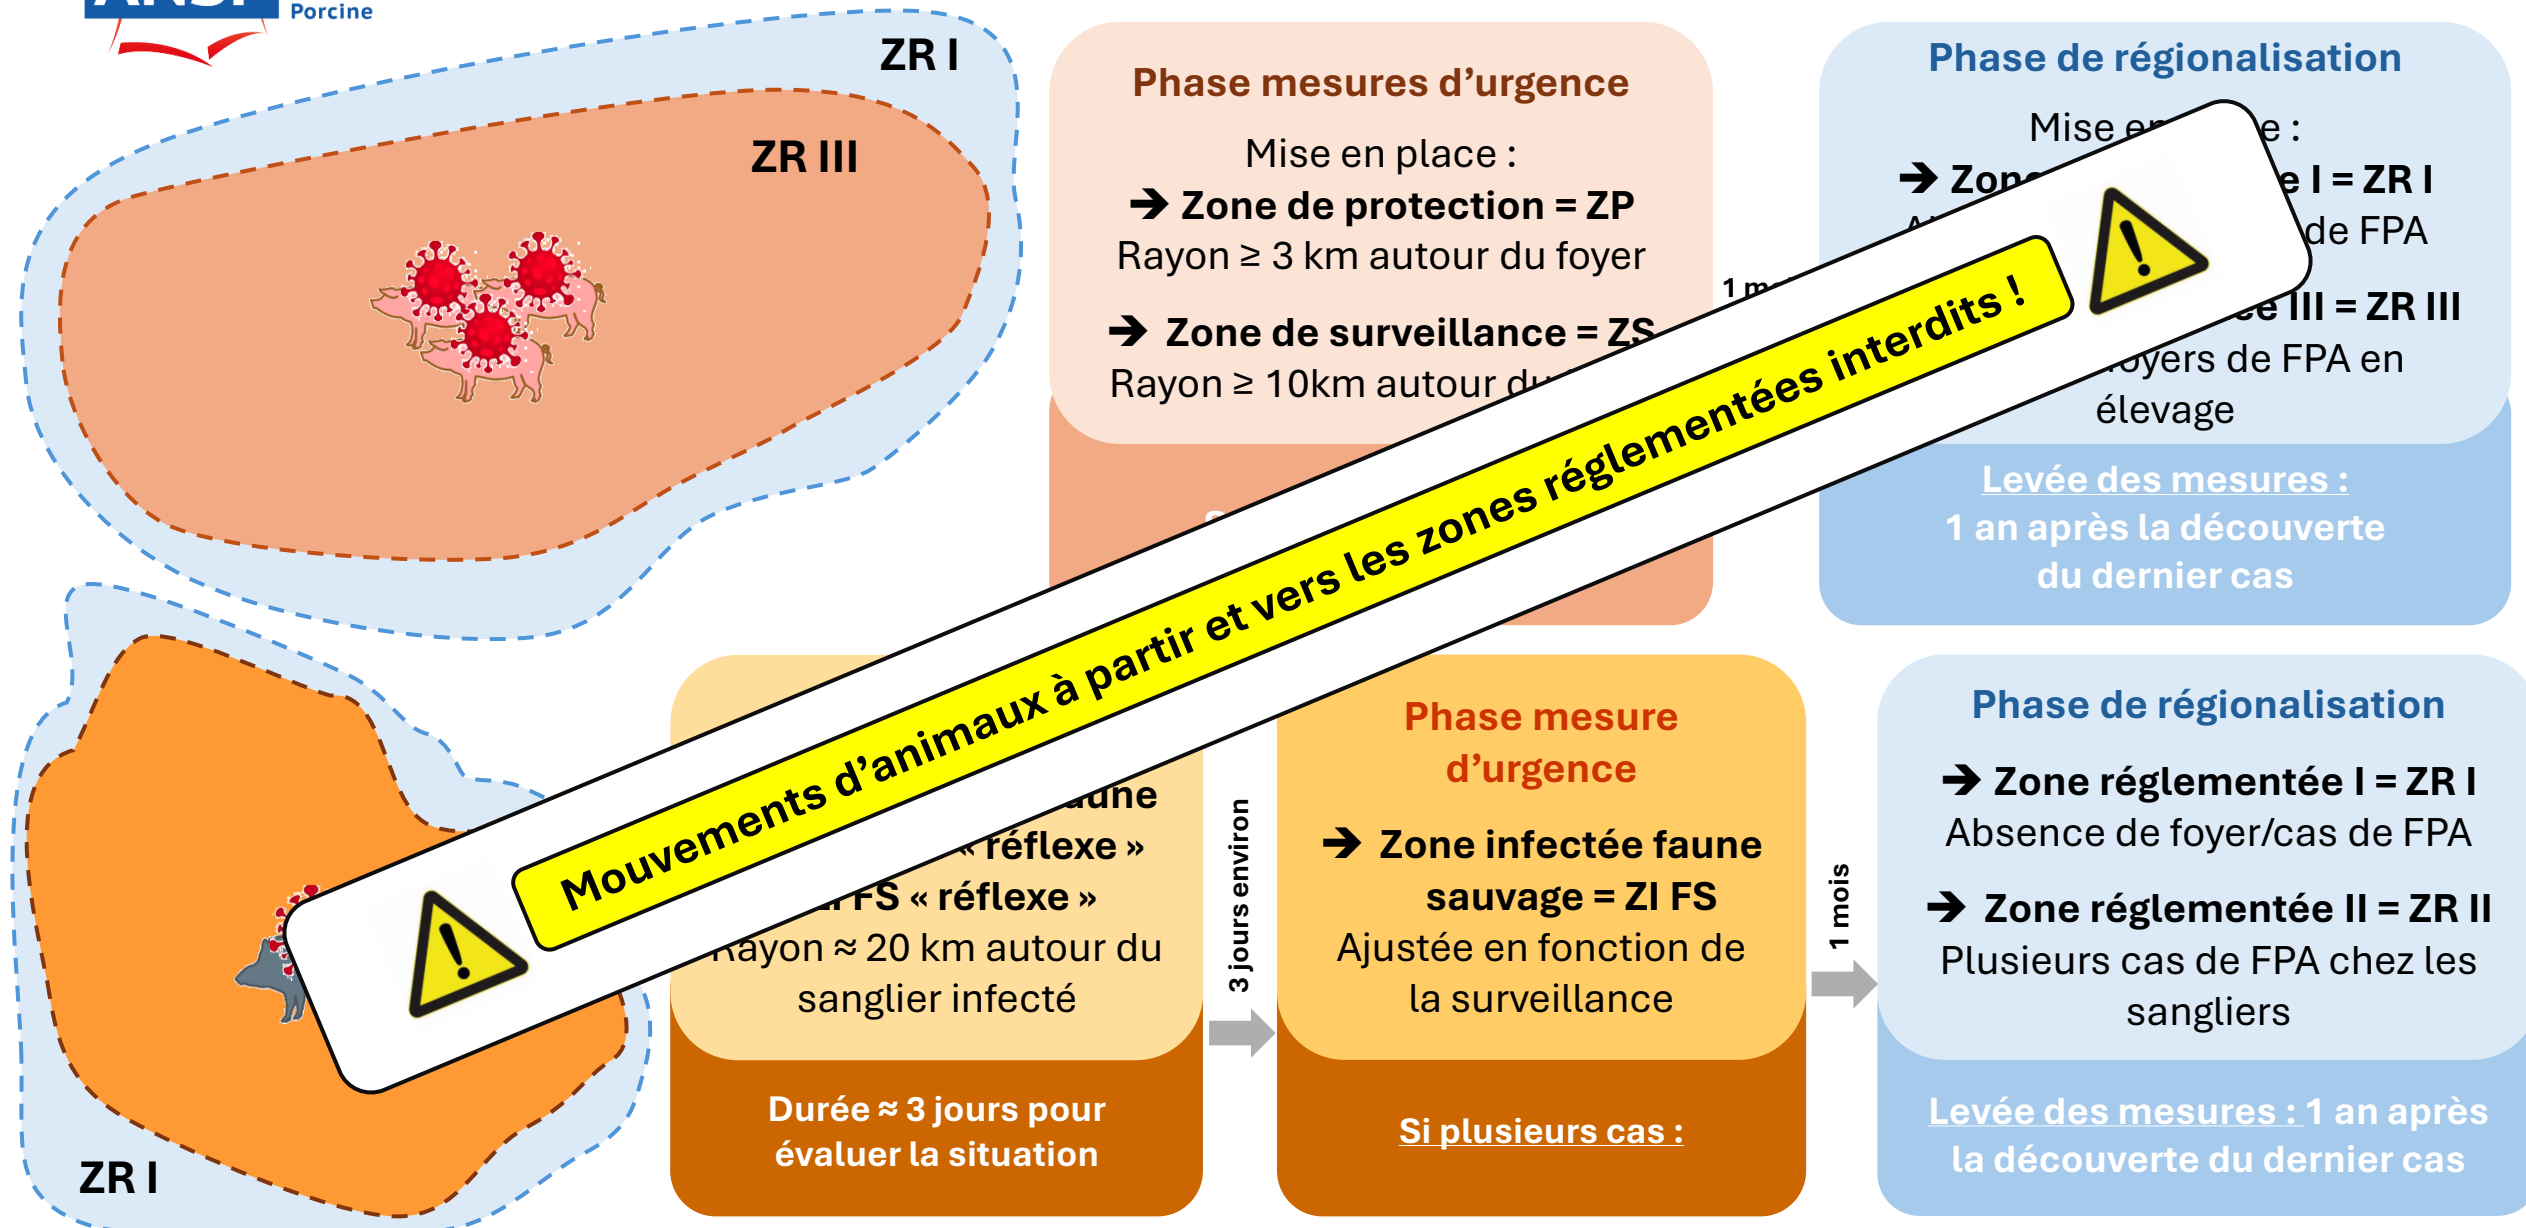 Porcine
ZR I
ZR III
Phase mesures d’urgence
Mise en place :
➔ Zone de protection = ZP
Rayon ≥ 3 km autour du foyer
➔ Zone de surveillance = ZS
Rayon ≥ 10km autour du
Phase de régionalisation
Mise
➔
I = ZR I
de FPA
III = ZR III
de FPA en
élevage
Levée des mesures :
1 an après la découverte
du dernier cas
1
Mouvements d’animaux à partir et vers les zones réglementées interdits !
« réflexe »
FS « réflexe »
Rayon ≈ 20 km autour du
sanglier infecté
Durée ≈ 3 jours pour
évaluer la situation
3 jours environ
Phase mesure
d’urgence
➔ Zone infectée faune
sauvage = ZI FS
Ajustée en fonction de
la surveillance
Si plusieurs cas :
1 mois
Phase de régionalisation
➔ Zone réglementée I = ZR I
Absence de foyer/cas de FPA
➔ Zone réglementée II = ZR II
Plusieurs cas de FPA chez les
sangliers
Levée des mesures : 1 an après
la découverte du dernier cas
ZR I